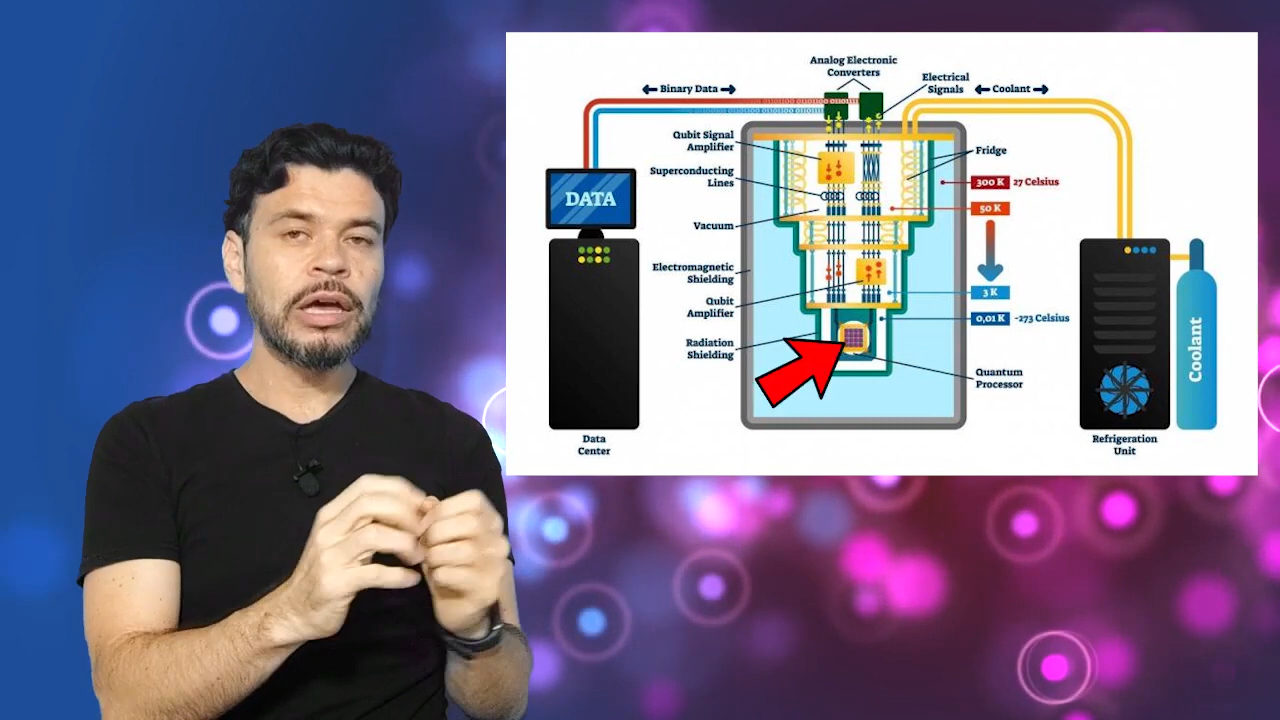 Analog Electronic
Converters
Binary Data
Electrical
Signals
Coolant
Qubit Signal
Amplifier
Superconducting
Lines
Vacuum
Electromagnetic
Shielding
Qubit
Amplifier
Radiation
Shielding
Fridge
300 K 27 Celsius
50 K
3 K
0,01 K -273 Celsius
Quantum
Processor
DATA
Data
Center
Coolant
Refrigeration
Unit